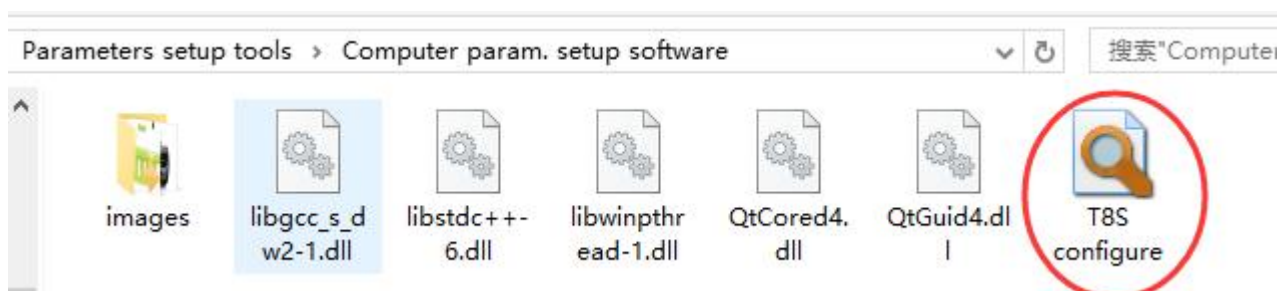 Parameters setup tools › Computer param. setup software
搜索"Computer
images
libgcc_s_d
w2-1.dll
libstdc++-
6.dll
libwinpthr
ead-1.dll
QtCored4.
dll
QtGuid4.dl
l
T8S
configure